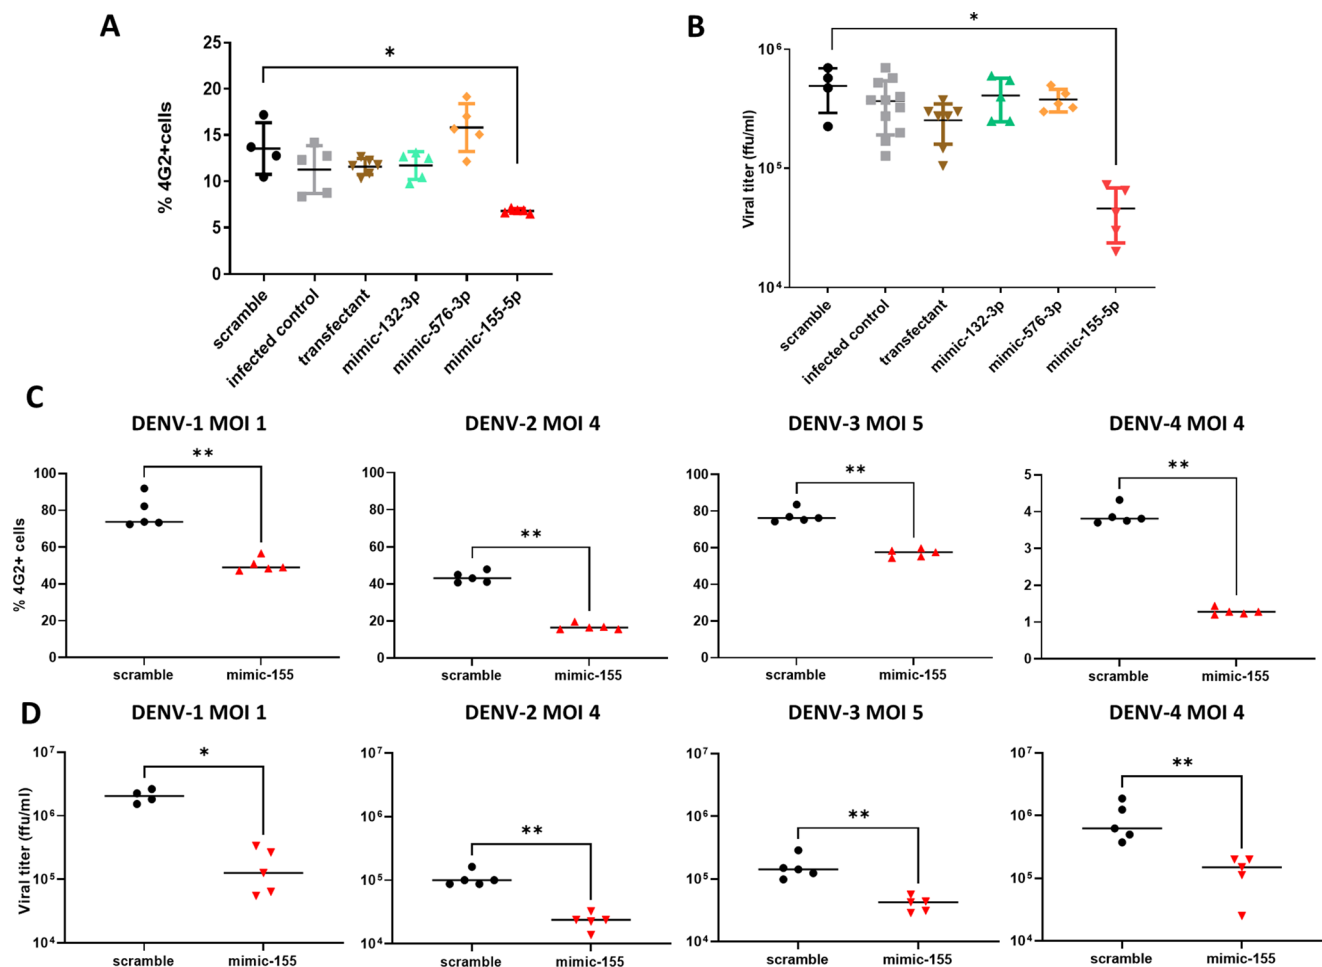 A
B
*
*
25
20
15
10
5
0
% 4G2+cells
scramble
infected control
transfectant
mimic-132-3p
mimic-576-3p
mimic-155-5p
10⁶
10⁵
10⁴
Viral titer (ffu/ml)
scramble
infected control
transfectant
mimic-132-3p
mimic-576-3p
mimic-155-5p
C
DENV-1 MOI 1
DENV-2 MOI 4
DENV-3 MOI 5
DENV-4 MOI 4
**
**
**
**
% 4G2+ cells
100
80
60
40
20
0
scramble
mimic-155
100
80
60
40
20
0
scramble
mimic-155
100
80
60
40
20
0
scramble
mimic-155
5
4
3
2
1
0
scramble
mimic-155
D
DENV-1 MOI 1
DENV-2 MOI 4
DENV-3 MOI 5
DENV-4 MOI 4
*
**
**
**
Viral titer (ffu/ml)
10⁷
10⁶
10⁵
10⁴
scramble
mimic-155
10⁷
10⁶
10⁵
10⁴
scramble
mimic-155
10⁷
10⁶
10⁵
10⁴
scramble
mimic-155
10⁷
10⁶
10⁵
10⁴
scramble
mimic-155